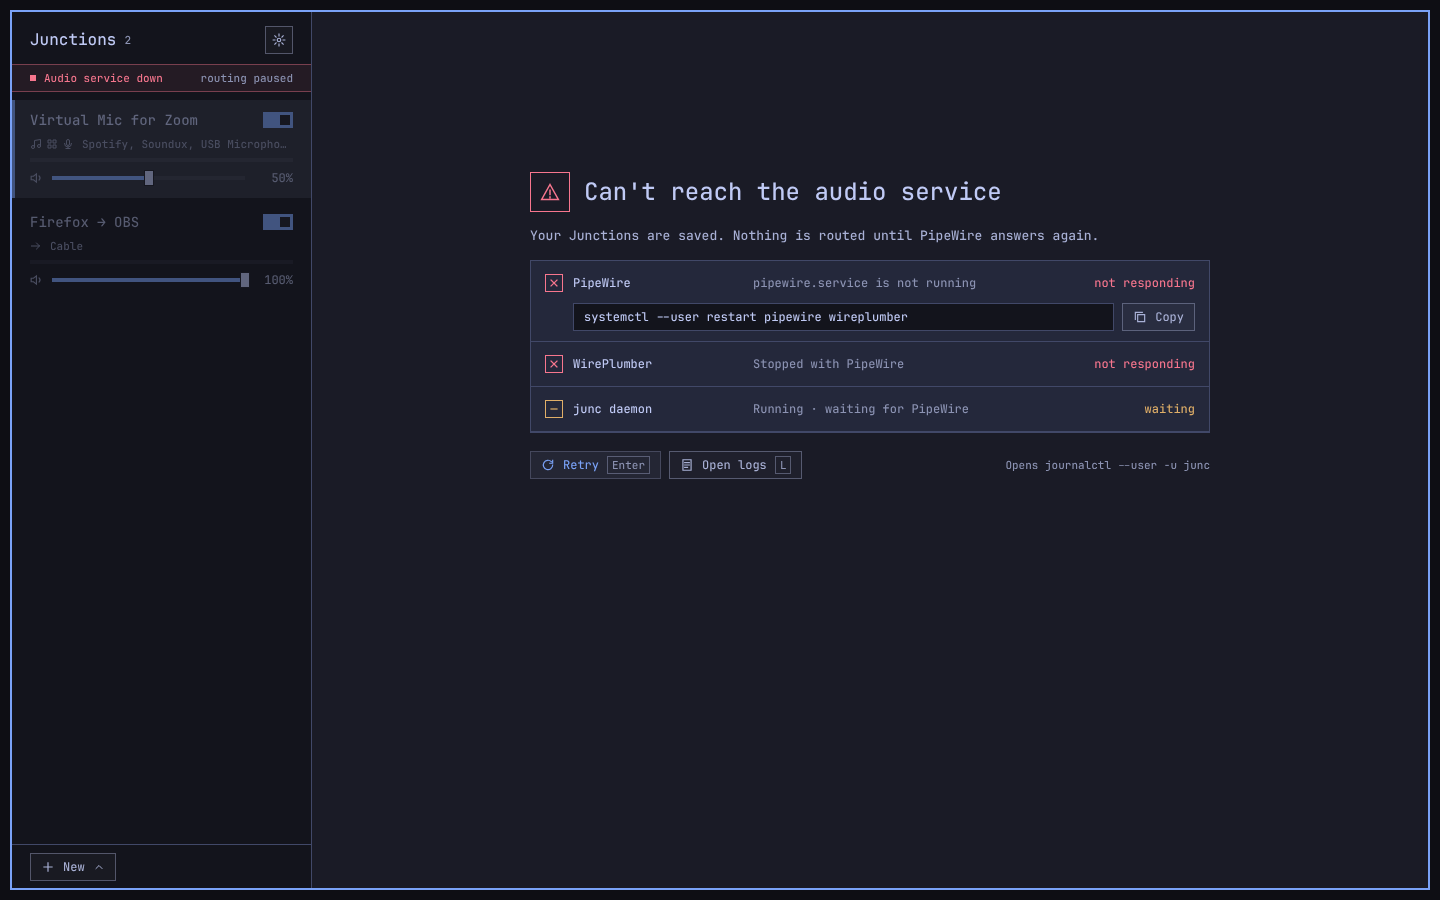 Junctions 2
Audio service down routing paused
Virtual Mic for Zoom
Spotify, Soundux, USB Micropho…
50%
Firefox → OBS
Cable
100%
New
Can't reach the audio service
Your Junctions are saved. Nothing is routed until PipeWire answers again.
PipeWire pipewire.service is not running not responding
systemctl --user restart pipewire wireplumber Copy
WirePlumber Stopped with PipeWire not responding
junc daemon Running · waiting for PipeWire waiting
Retry Enter Open logs L Opens journalctl --user -u junc